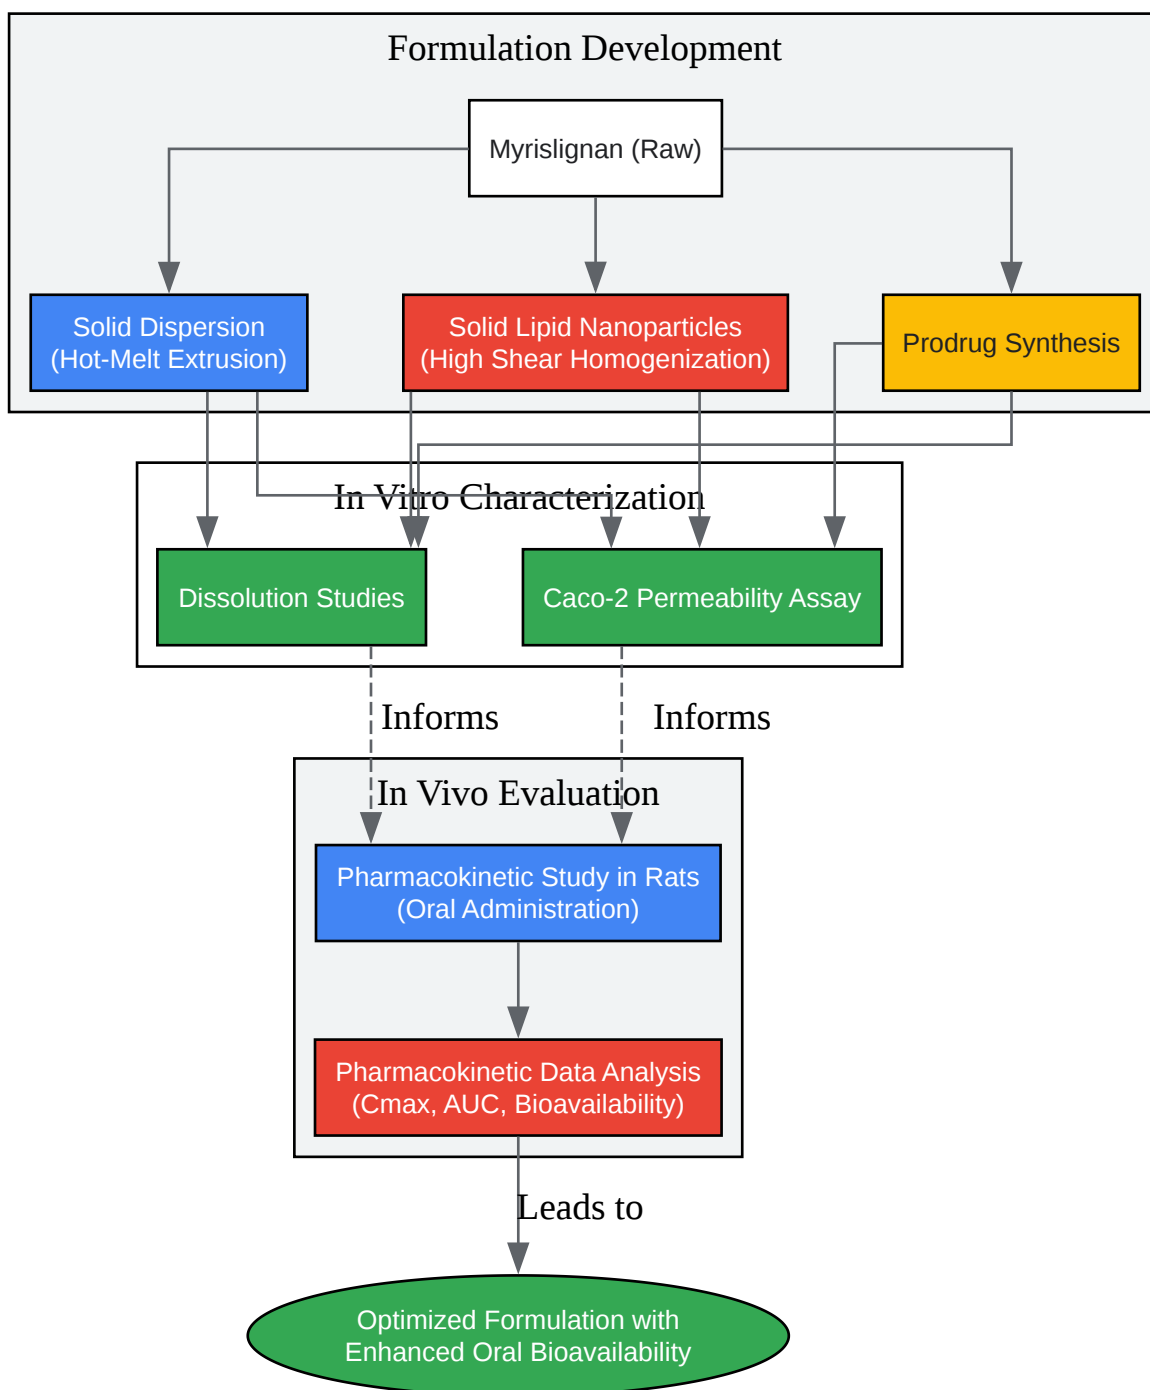 Formulation Development
Myrislignan (Raw)
Solid Dispersion
(Hot-Melt Extrusion)
Solid Lipid Nanoparticles
(High Shear Homogenization)
Prodrug Synthesis
In Vitro Characterization
Dissolution Studies
Caco-2 Permeability Assay
Informs
Informs
In Vivo Evaluation
Pharmacokinetic Study in Rats
(Oral Administration)
Pharmacokinetic Data Analysis
(Cmax, AUC, Bioavailability)
Leads to
Optimized Formulation with
Enhanced Oral Bioavailability